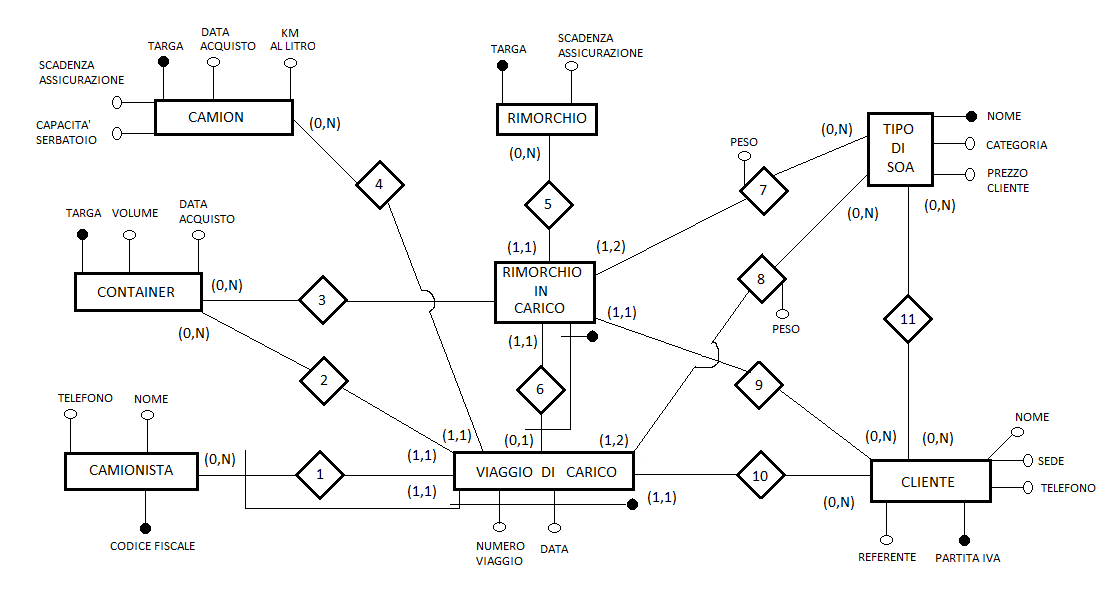 KM
AL LITRO
DATA
ACQUISTO
TARGA
SCADENZA
ASSICURAZIONE
TARGA
SCADENZA
ASSICURAZIONE
CAPACITA'
SERBATOIO
CAMION
(0,N)
RIMORCHIO
(0,N)
(0,N)
TIPO
DI
SOA
NOME
CATEGORIA
PREZZO
CLIENTE
PESO
4
5
7
(0,N)
(0,N)
TARGA
VOLUME
DATA
ACQUISTO
(1,1)
(1,2)
CONTAINER
(0,N)
(0,N)
3
RIMORCHIO
IN
CARICO
(1,1)
(1,1)
8
PESO
11
2
6
9
TELEFONO
NOME
CAMIONISTA
(0,N)
(1,1)
(1,1)
(1,1)
(0,1)
(1,2)
(0,N)
(0,N)
NOME
SEDE
TELEFONO
1
VIAGGIO DI CARICO
10
CLIENTE
(1,1)
(0,N)
CODICE FISCALE
NUMERO
VIAGGIO
DATA
REFERENTE
PARTITA IVA